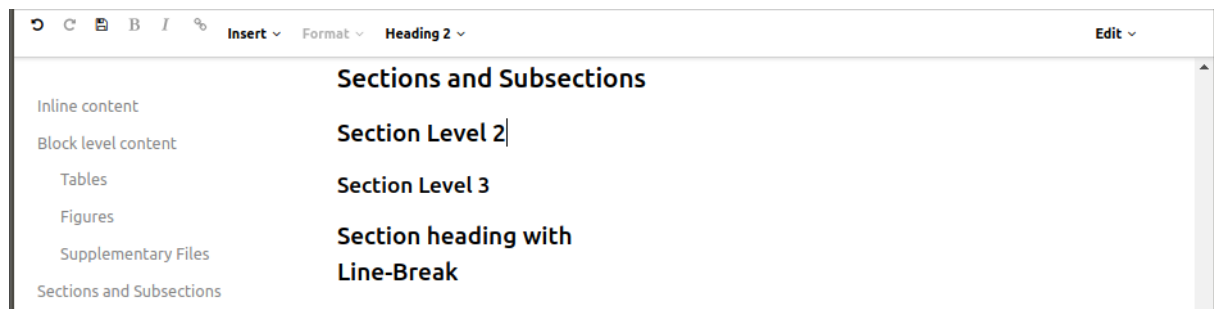 B I Insert Format Heading 2 Edit
Inline content
Block level content
Tables
Figures
Supplementary Files
Sections and Subsections
Sections and Subsections
Section Level 2
Section Level 3
Section heading with
Line-Break